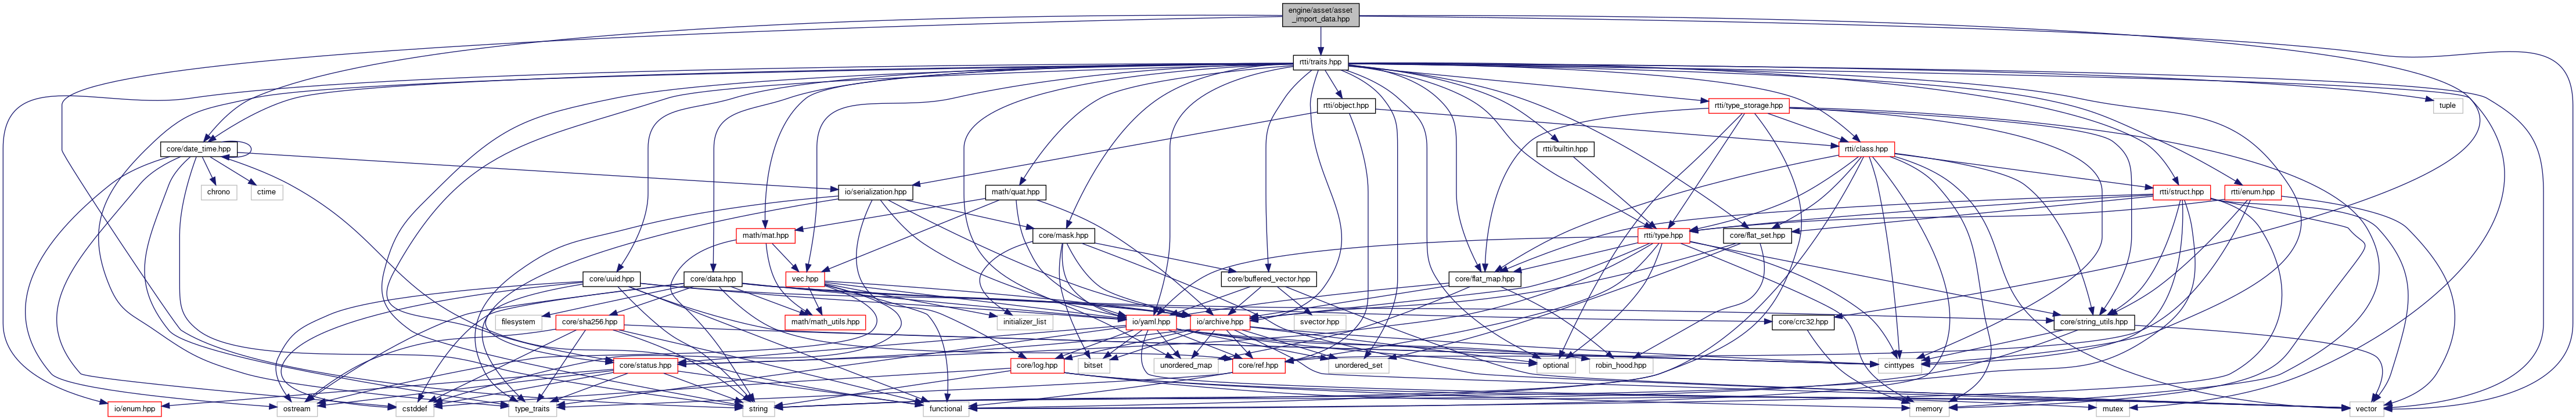 engine/asset/asset
_import_data.hpp
rtti/traits.hpp
rtti/object.hpp
rtti/type_storage.hpp
tuple
core/date_time.hpp
rtti/builtin.hpp
rtti/class.hpp
chrono
ctime
io/serialization.hpp
math/quat.hpp
rtti/struct.hpp
rtti/enum.hpp
math/mat.hpp
core/mask.hpp
rtti/type.hpp
core/flat_set.hpp
core/uuid.hpp
core/data.hpp
vec.hpp
core/buffered_vector.hpp
core/flat_map.hpp
filesystem
core/sha256.hpp
math/math_utils.hpp
initializer_list
io/yaml.hpp
io/archive.hpp
svector.hpp
core/crc32.hpp
core/string_utils.hpp
core/status.hpp
core/log.hpp
bitset
unordered_map
core/ref.hpp
unordered_set
optional
robin_hood.hpp
cinttypes
io/enum.hpp
ostream
cstddef
type_traits
string
functional
memory
mutex
vector